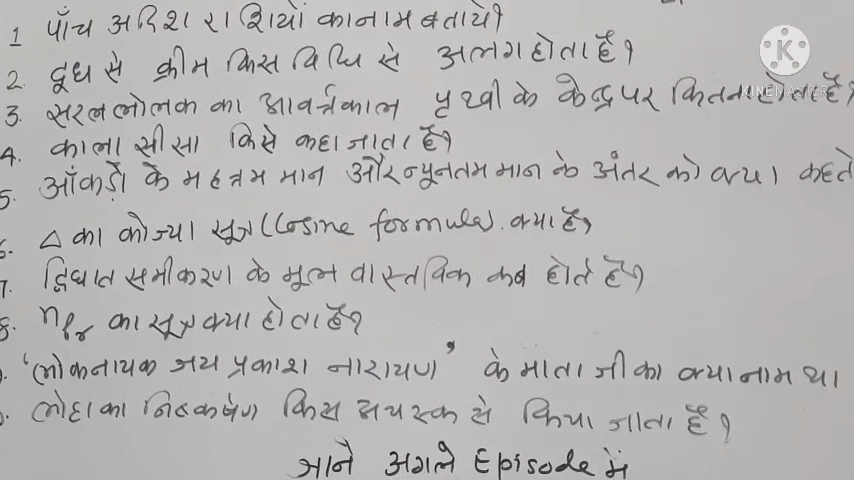 1 पाँच अदिश राशियों का नाम बतायें?
K
2. दूध से क्रीम किस विधि से अलग होता है?
KINEMASTER
3. सरल लोलक का आवर्त्रकाल पृथ्वी के केन्द्र पर कितना होता है?
4. काला सीसा किसे कहा जाता है?
5. आँकड़ों के महत्तम मान और न्यूनतम मान के अंतर को क्या कहते
6. △ का कोज्या सूत्र (Cosine formula) क्या है?
7. द्विघात समीकरण के मूल वास्तविक कब होते हैं?
8. nPr का सूत्र क्या होता है?
. 'लोकनायक जय प्रकाश नारायण' के माता जी का क्या नाम था
. लोहा का निष्कर्षण किस अयस्क से किया जाता है?
जाने अगले Episode में